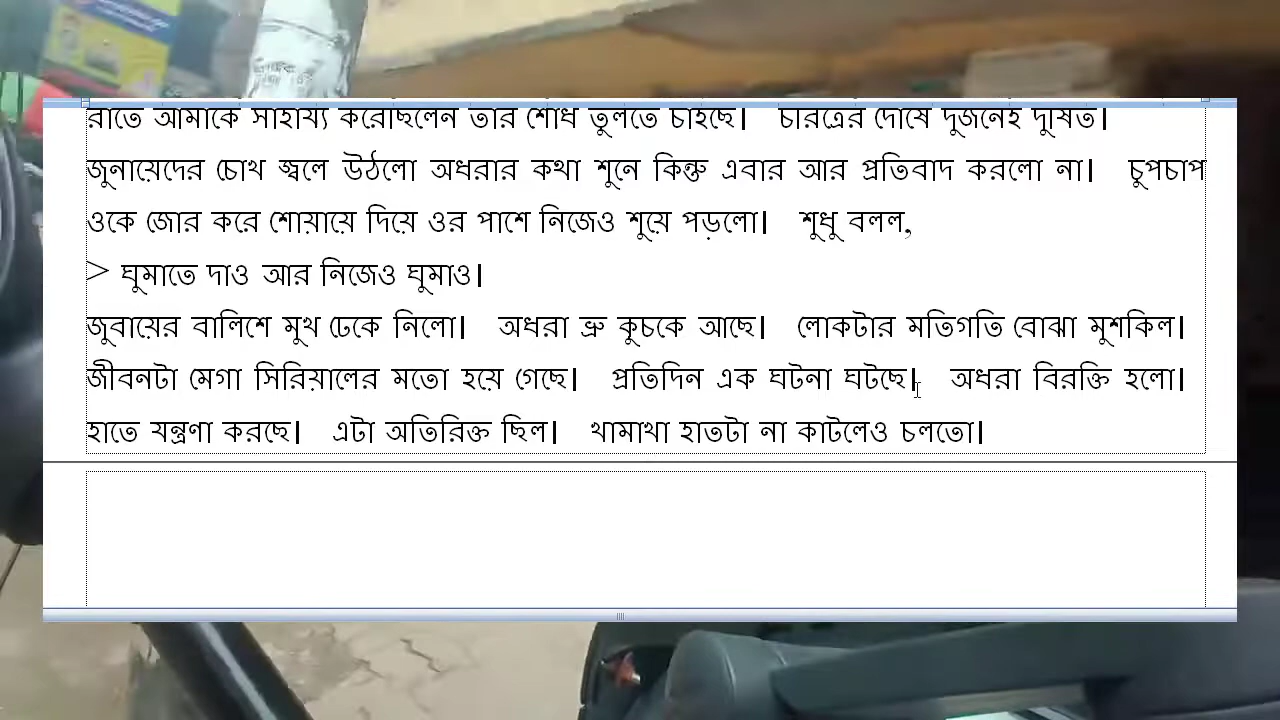 রাতে আমাকে সাহায্য করেছিলেন তার শোধ তুলতে চাইছে। চরিত্রের দোষে দুজনেই দুষিত।
জুনায়েদের চোখ জ্বলে উঠলো অধরার কথা শুনে কিন্তু এবার আর প্রতিবাদ করলো না। চুপচাপ
ওকে জোর করে শোয়ায়ে দিয়ে ওর পাশে নিজেও শুয়ে পড়লো। শুধু বলল,
> ঘুমাতে দাও আর নিজেও ঘুমাও।
জুবায়ের বালিশে মুখ ঢেকে নিলো। অধরা ভ্রু কুচকে আছে। লোকটার মতিগতি বোঝা মুশকিল।
জীবনটা মেগা সিরিয়ালের মতো হয়ে গেছে। প্রতিদিন এক ঘটনা ঘটছে। অধরা বিরক্তি হলো।
হাতে যন্ত্রণা করছে। এটা অতিরিক্ত ছিল। থামাথা হাতটা না কাটলেও চলতো।